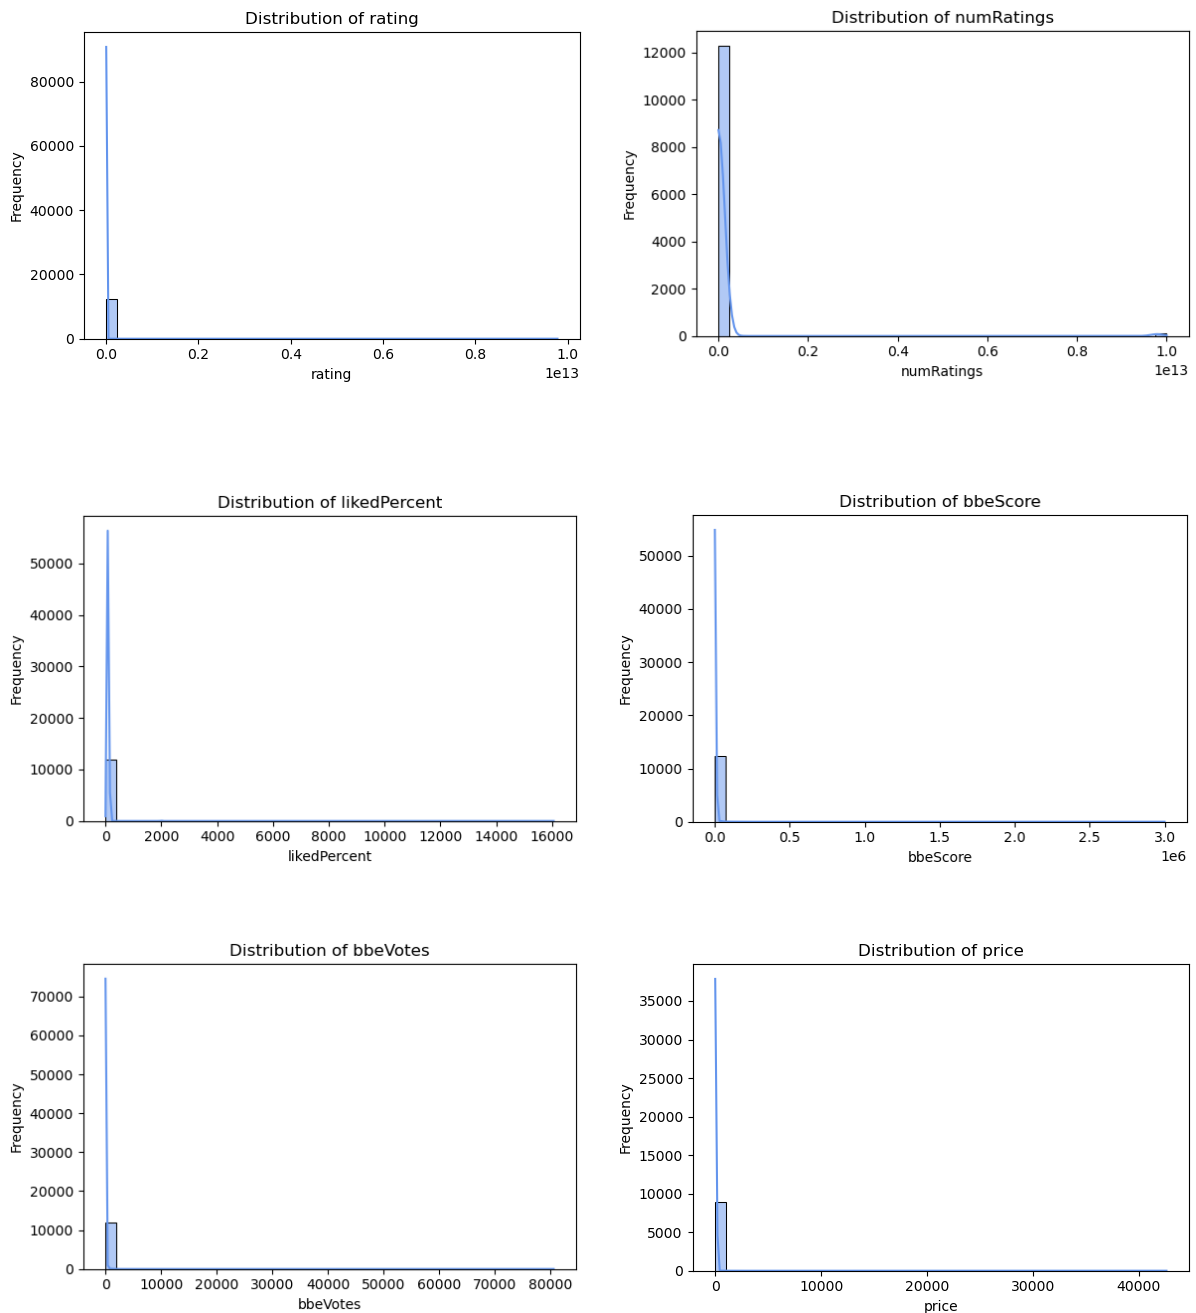 Distribution of rating
Frequency
80000
60000
40000
20000
0
0.0 0.2 0.4 0.6 0.8 1.0
1e13
rating
Distribution of numRatings
Frequency
12000
10000
8000
6000
4000
2000
0
0.0 0.2 0.4 0.6 0.8 1.0
1e13
numRatings
Distribution of likedPercent
Frequency
50000
40000
30000
20000
10000
0
0 2000 4000 6000 8000 10000 12000 14000 16000
likedPercent
Distribution of bbeScore
Frequency
50000
40000
30000
20000
10000
0
0.0 0.5 1.0 1.5 2.0 2.5 3.0
1e6
bbeScore
Distribution of bbeVotes
Frequency
70000
60000
50000
40000
30000
20000
10000
0
0 10000 20000 30000 40000 50000 60000 70000 80000
bbeVotes
Distribution of price
Frequency
35000
30000
25000
20000
15000
10000
5000
0
0 10000 20000 30000 40000
price